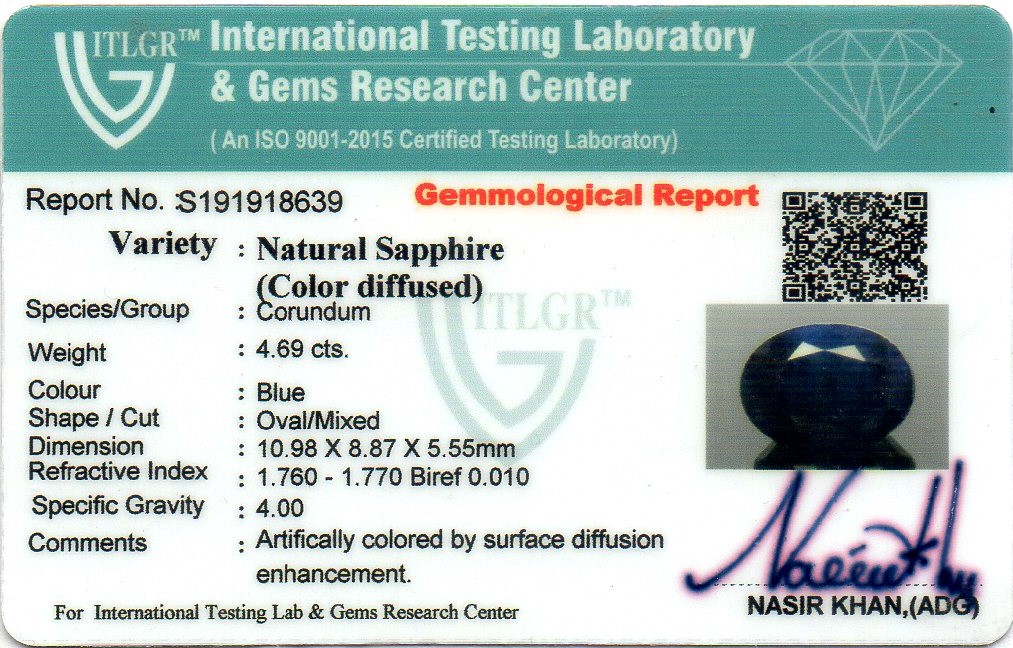 ITLGR™ International Testing Laboratory
& Gems Research Center
( An ISO 9001-2015 Certified Testing Laboratory)
Report No. :S191918639
Gemmological Report
Variety : Natural Sapphire
(Color diffused)
Species/Group : Corundum
ITLGR™
Weight : 4.69 cts.
Colour : Blue
Shape / Cut : Oval/Mixed
Dimension : 10.98 X 8.87 X 5.55mm
Refractive Index : 1.760 - 1.770 Biref 0.010
Specific Gravity : 4.00
Comments : Artifically colored by surface diffusion
enhancement.
For International Testing Lab & Gems Research Center
NASIR KHAN,(ADG)